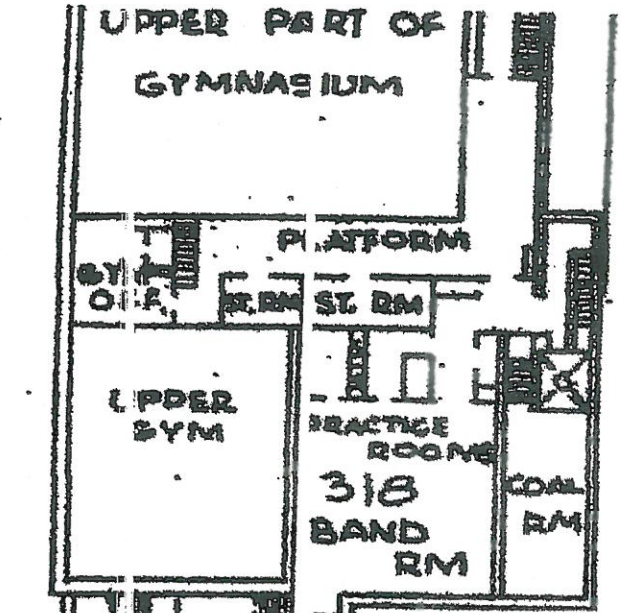 UPPER PART OF
GYMNASIUM
PLATFORM
GYM
OFF.
ST. RM
ST. RM
UPPER
GYM
PRACTICE
ROOMS
318
BAND
RM
COAL
RM